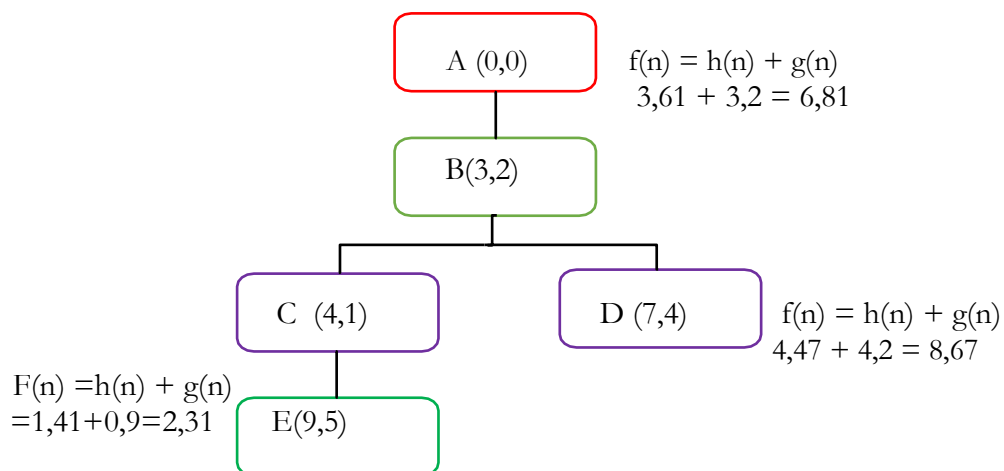 A (0,0)
f(n) = h(n) + g(n)
3,61 + 3,2 = 6,81
B(3,2)
C (4,1)
D (7,4)
f(n) = h(n) + g(n)
4,47 + 4,2 = 8,67
F(n) =h(n) + g(n)
=1,41+0,9=2,31
E(9,5)